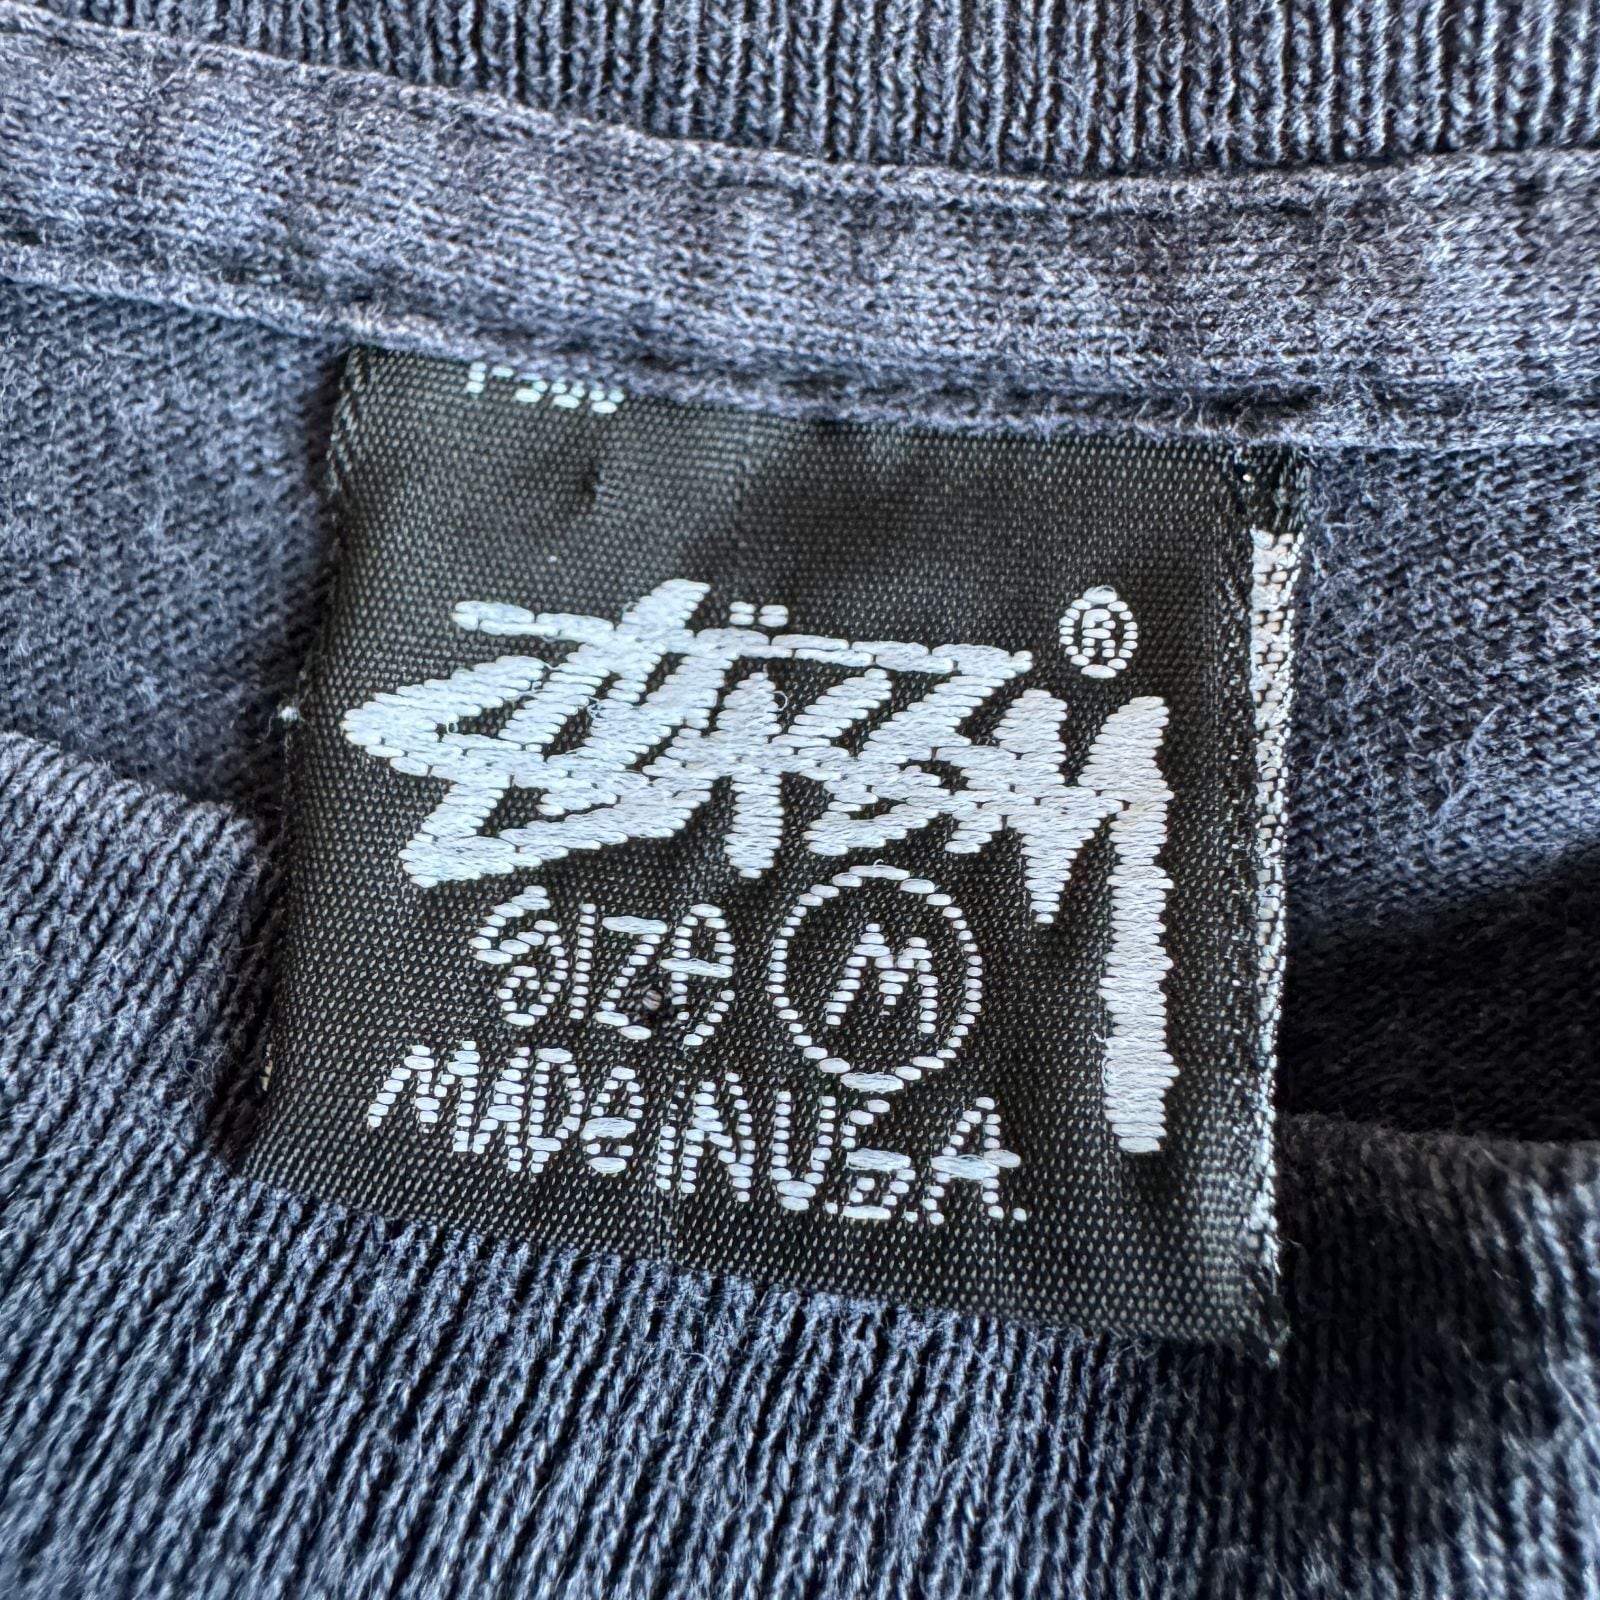 Stüssy ®
SIZE M
MADE IN U.S.A.